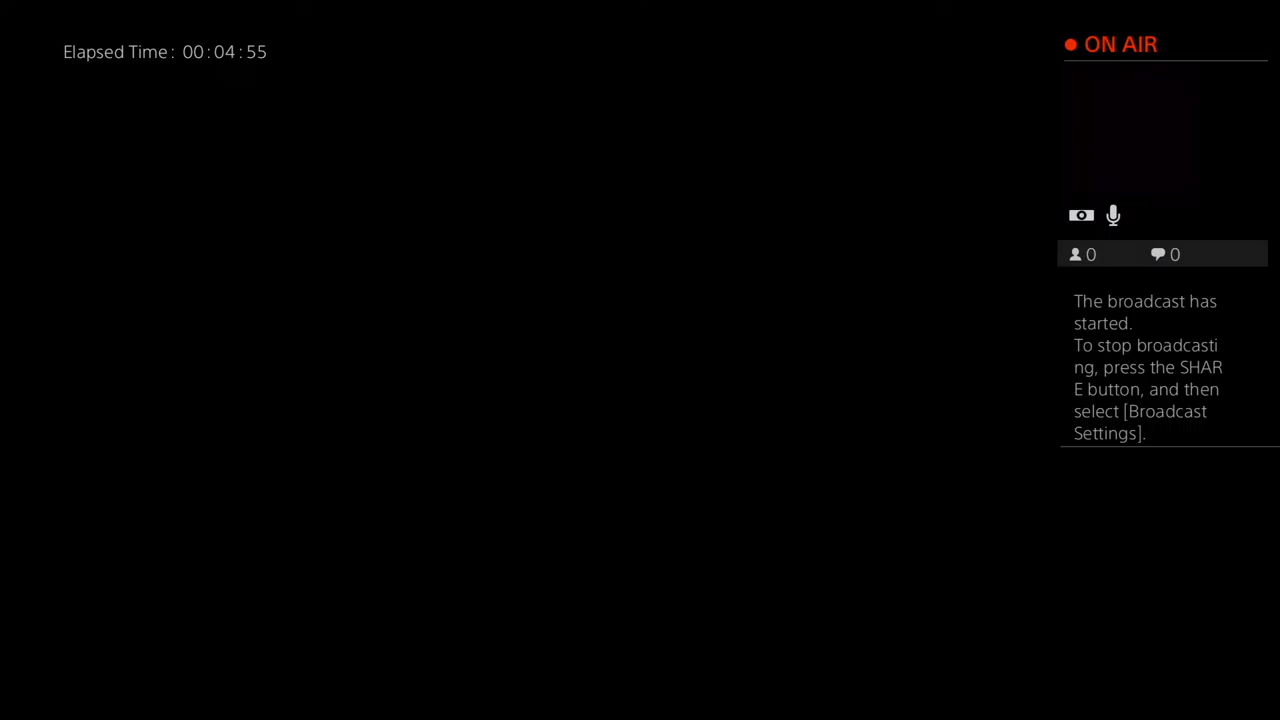 Elapsed Time: 00:04:55
ON AIR
0 0
The broadcast has
started.
To stop broadcasti
ng, press the SHAR
E button, and then
select [Broadcast
Settings].